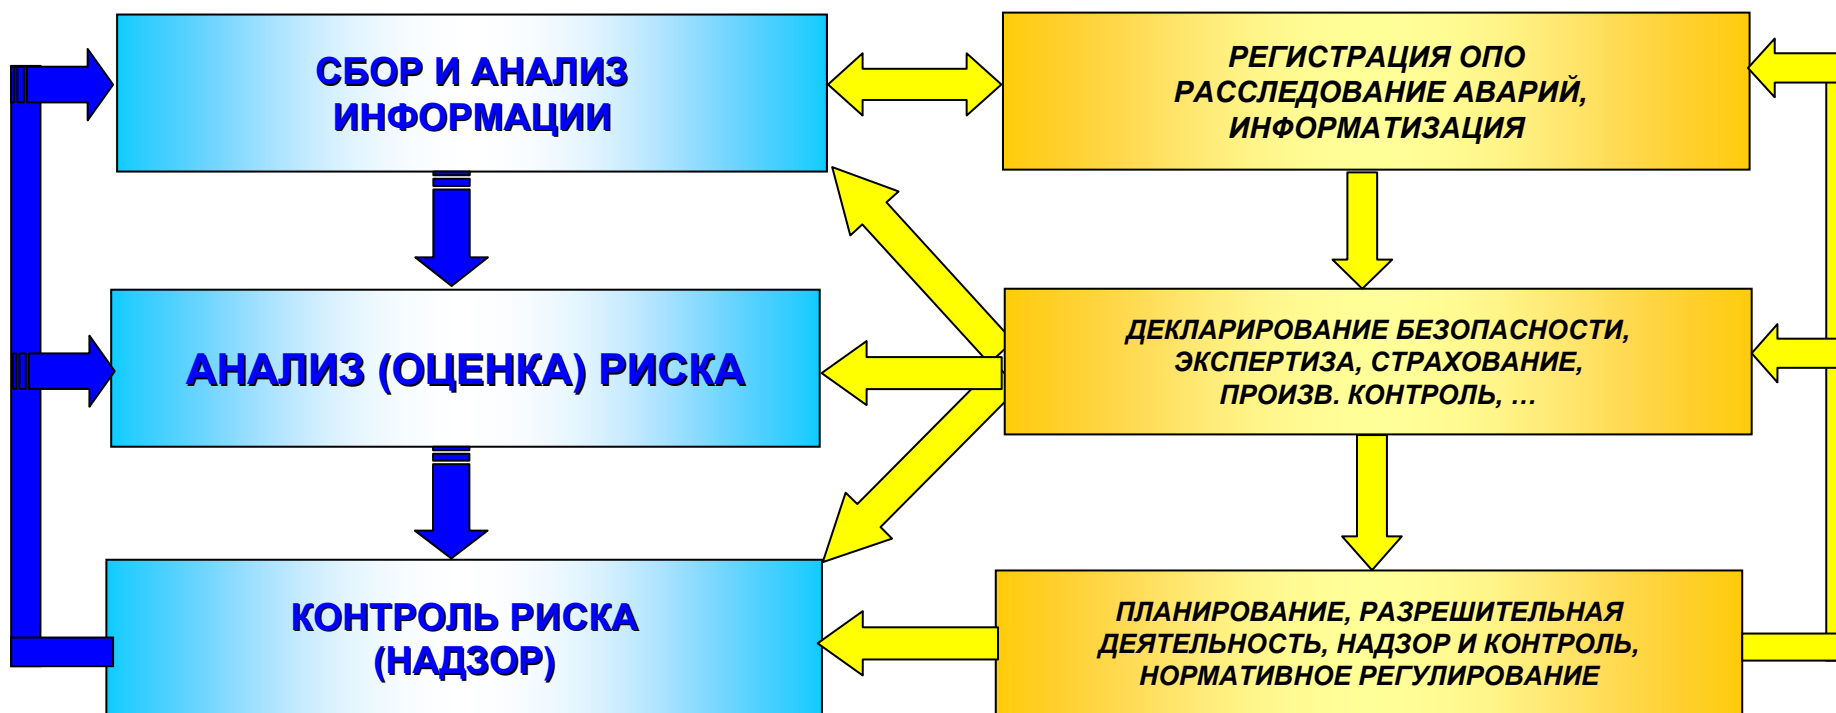 СБОР И АНАЛИЗ
ИНФОРМАЦИИ
РЕГИСТРАЦИЯ ОПО
РАССЛЕДОВАНИЕ АВАРИЙ,
ИНФОРМАТИЗАЦИЯ
АНАЛИЗ (ОЦЕНКА) РИСКА
ДЕКЛАРИРОВАНИЕ БЕЗОПАСНОСТИ,
ЭКСПЕРТИЗА, СТРАХОВАНИЕ,
ПРОИЗВ. КОНТРОЛЬ, ...
КОНТРОЛЬ РИСКА
(НАДЗОР)
ПЛАНИРОВАНИЕ, РАЗРЕШИТЕЛЬНАЯ
ДЕЯТЕЛЬНОСТЬ, НАДЗОР И КОНТРОЛЬ,
НОРМАТИВНОЕ РЕГУЛИРОВАНИЕ